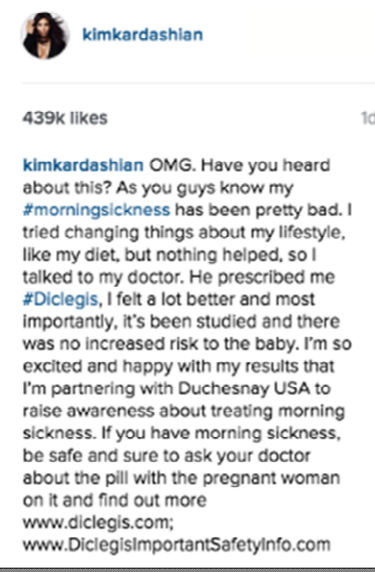 kimkardashian
439k likes
1d
kimkardashian OMG. Have you heard
about this? As you guys know my
#morningsickness has been pretty bad. I
tried changing things about my lifestyle,
like my diet, but nothing helped, so I
talked to my doctor. He prescribed me
#Diclegis, I felt a lot better and most
importantly, it's been studied and there
was no increased risk to the baby. I'm so
excited and happy with my results that
I'm partnering with Duchesnay USA to
raise awareness about treating morning
sickness. If you have morning sickness,
be safe and sure to ask your doctor
about the pill with the pregnant woman
on it and find out more
www.diclegis.com;
www.DiclegisImportantSafetyInfo.com